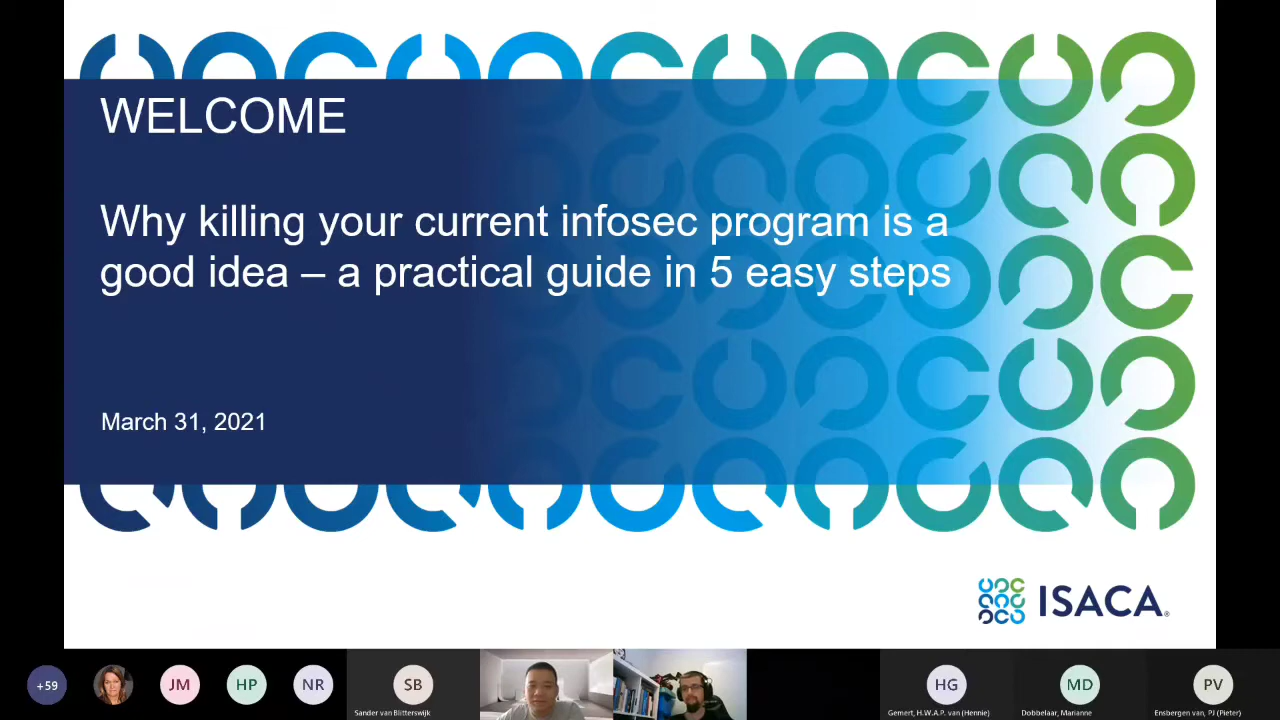 WELCOME
Why killing your current infosec program is a
good idea – a practical guide in 5 easy steps
March 31, 2021
ISACA®
+59
JM
HP
NR
SB
Sander van Blitterswijk
HG
Gemert, H.W.A.P. van (Hennie)
MD
Dobbelaar, Marianne
PV
Ensbergen van, PJ (Pieter)